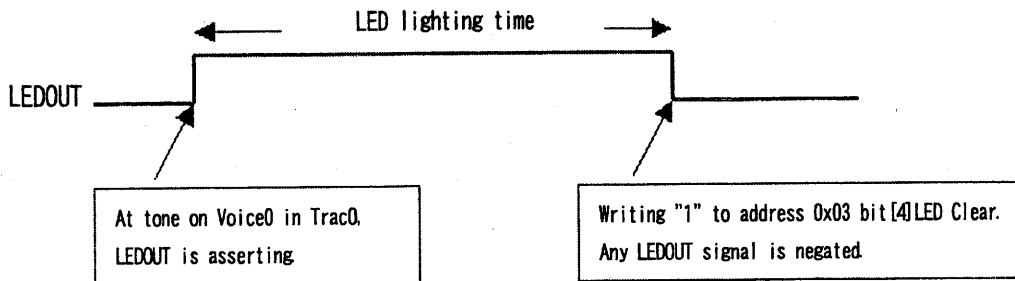 LED lighting time
LEDOUT
At tone on Voice0 in Trac0,
LEDOUT is asserting.
Writing "1" to address 0x03 bit[4]LED Clear.
Any LEDOUT signal is negated.